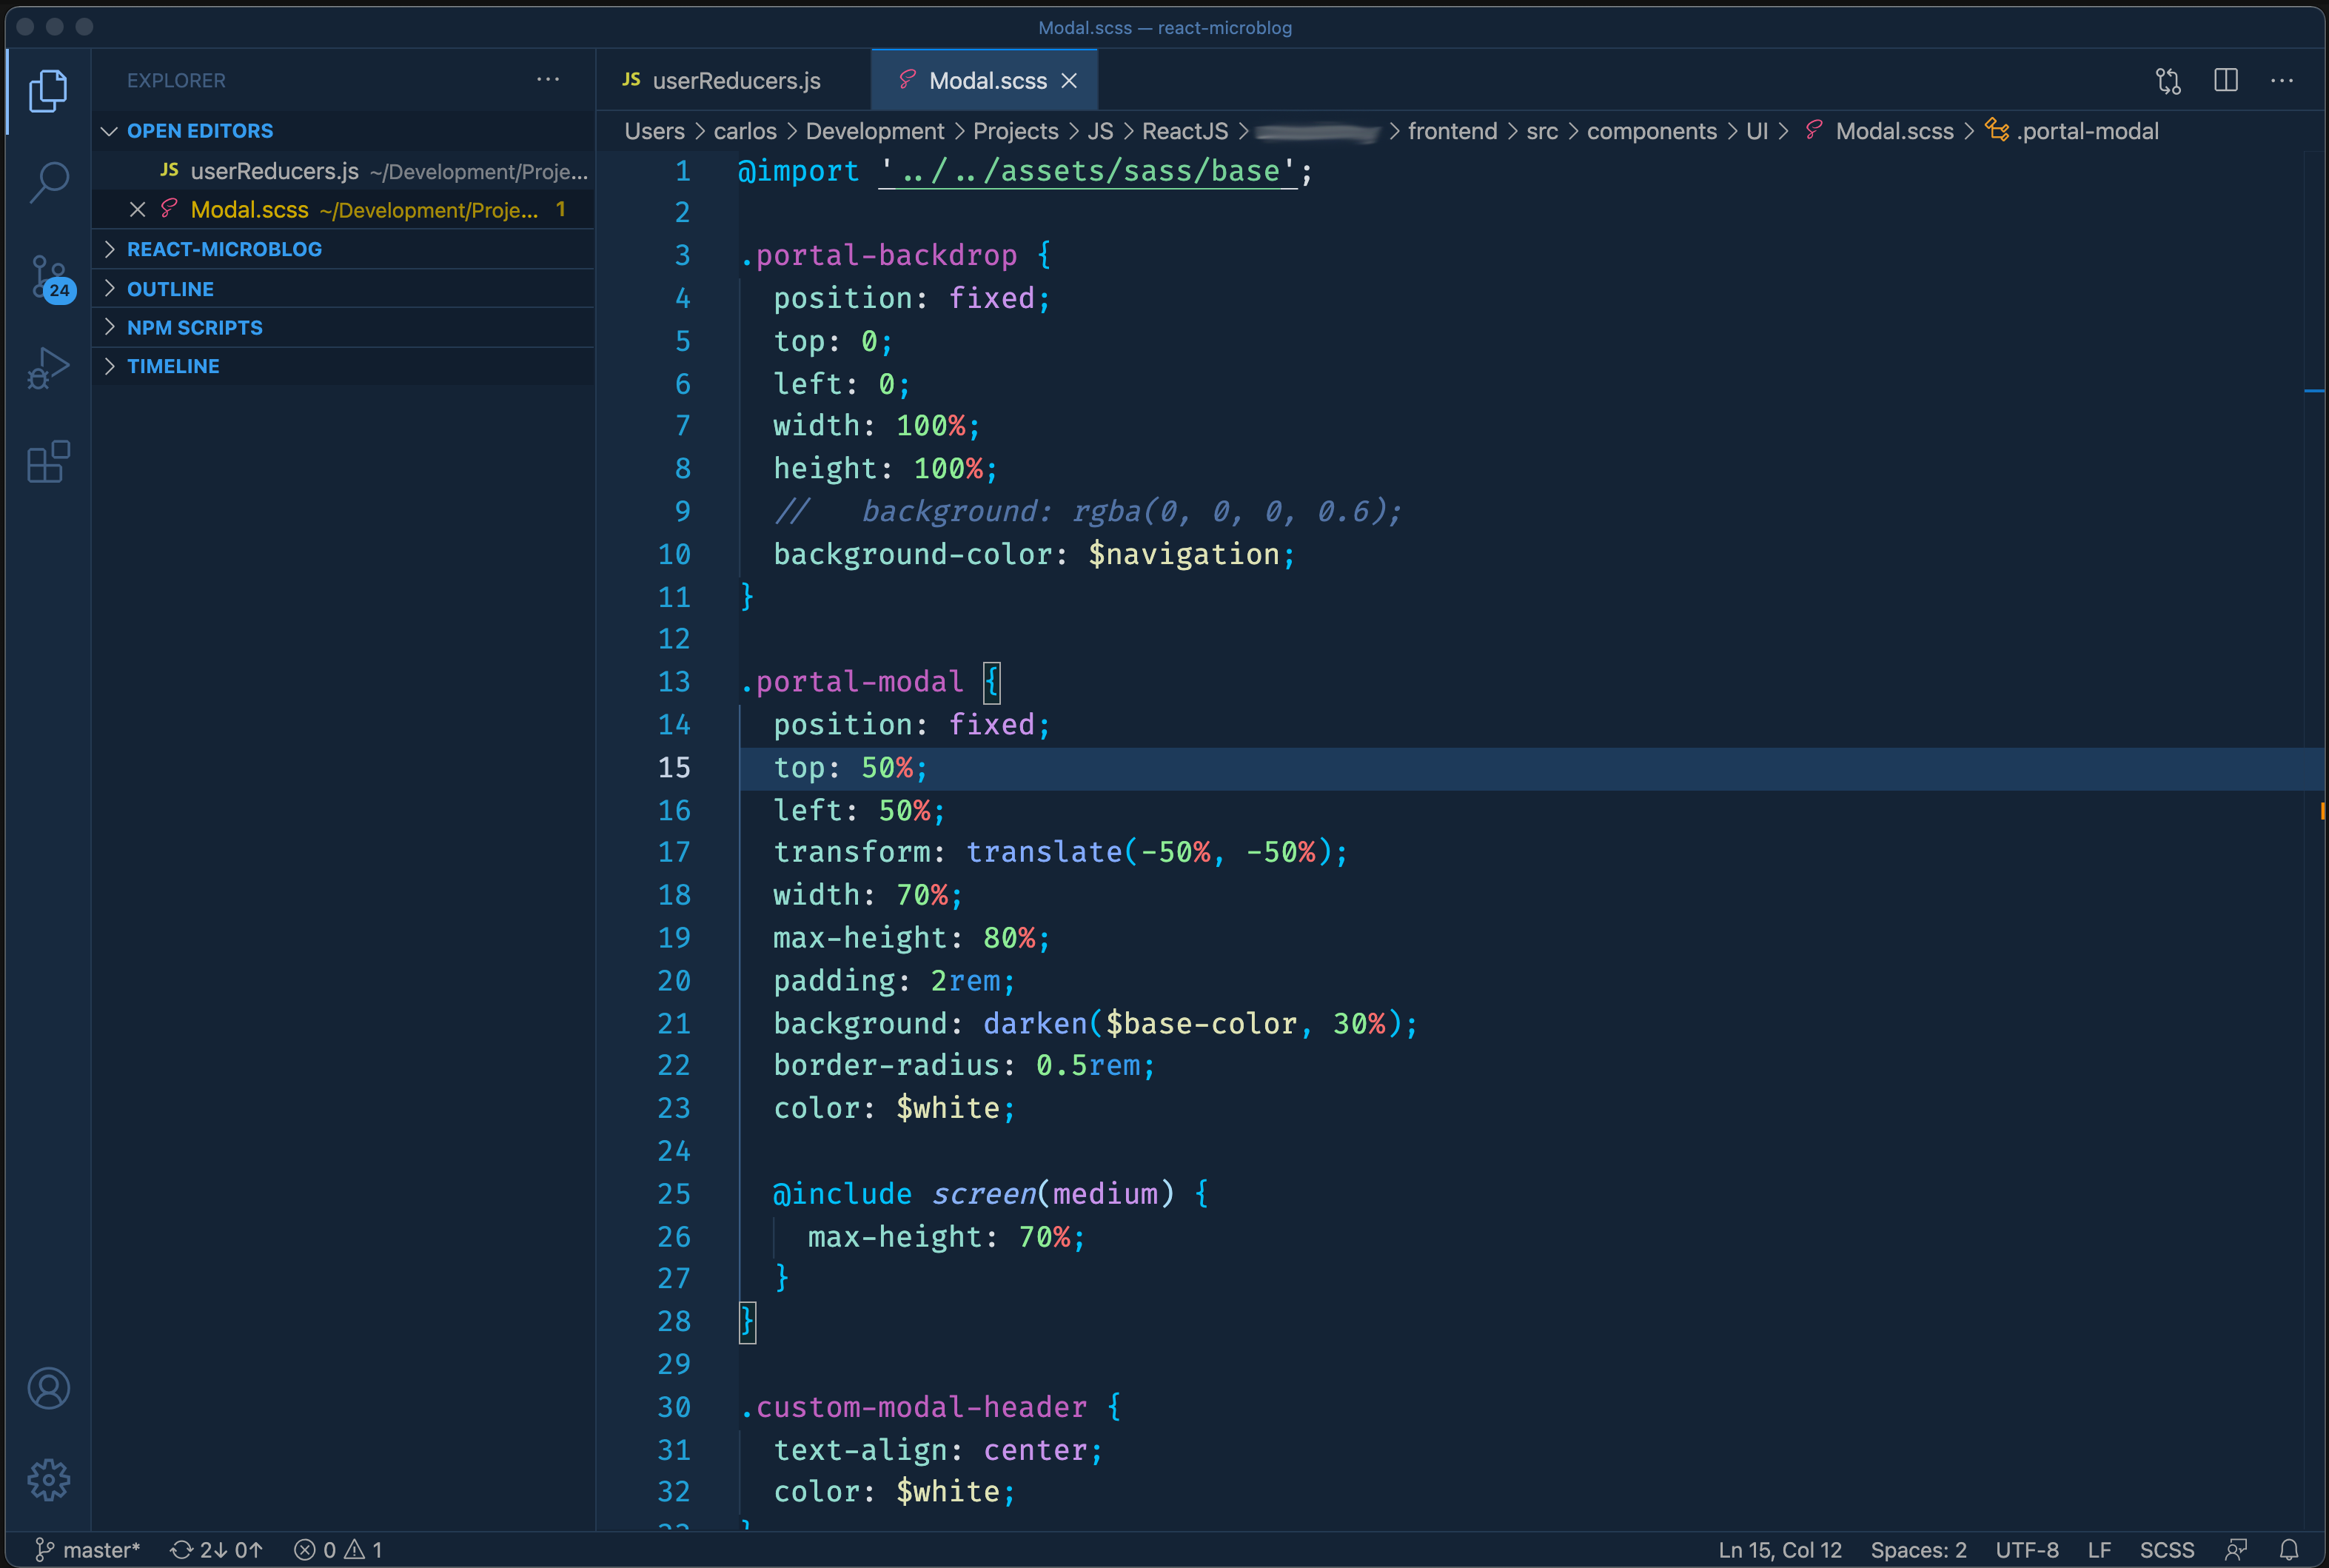 Modal.scss — react-microblog
EXPLORER
OPEN EDITORS
JS userReducers.js ~/Development/Proje...
Modal.scss ~/Development/Proje... 1
REACT-MICROBLOG
OUTLINE
NPM SCRIPTS
TIMELINE
24
JS userReducers.js
Modal.scss
Users > carlos > Development > Projects > JS > ReactJS > > frontend > src > components > UI > Modal.scss > .portal-modal
1 @import '../../assets/sass/base';
2
3 .portal-backdrop {
4 position: fixed;
5 top: 0;
6 left: 0;
7 width: 100%;
8 height: 100%;
9 //   background: rgba(0, 0, 0, 0.6);
10 background-color: $navigation;
11 }
12
13 .portal-modal {
14 position: fixed;
15 top: 50%;
16 left: 50%;
17 transform: translate(-50%, -50%);
18 width: 70%;
19 max-height: 80%;
20 padding: 2rem;
21 background: darken($base-color, 30%);
22 border-radius: 0.5rem;
23 color: $white;
24
25 @include screen(medium) {
26 max-height: 70%;
27 }
28 }
29
30 .custom-modal-header {
31 text-align: center;
32 color: $white;
master* 2↓ 0↑ 0 1
Ln 15, Col 12 Spaces: 2 UTF-8 LF SCSS